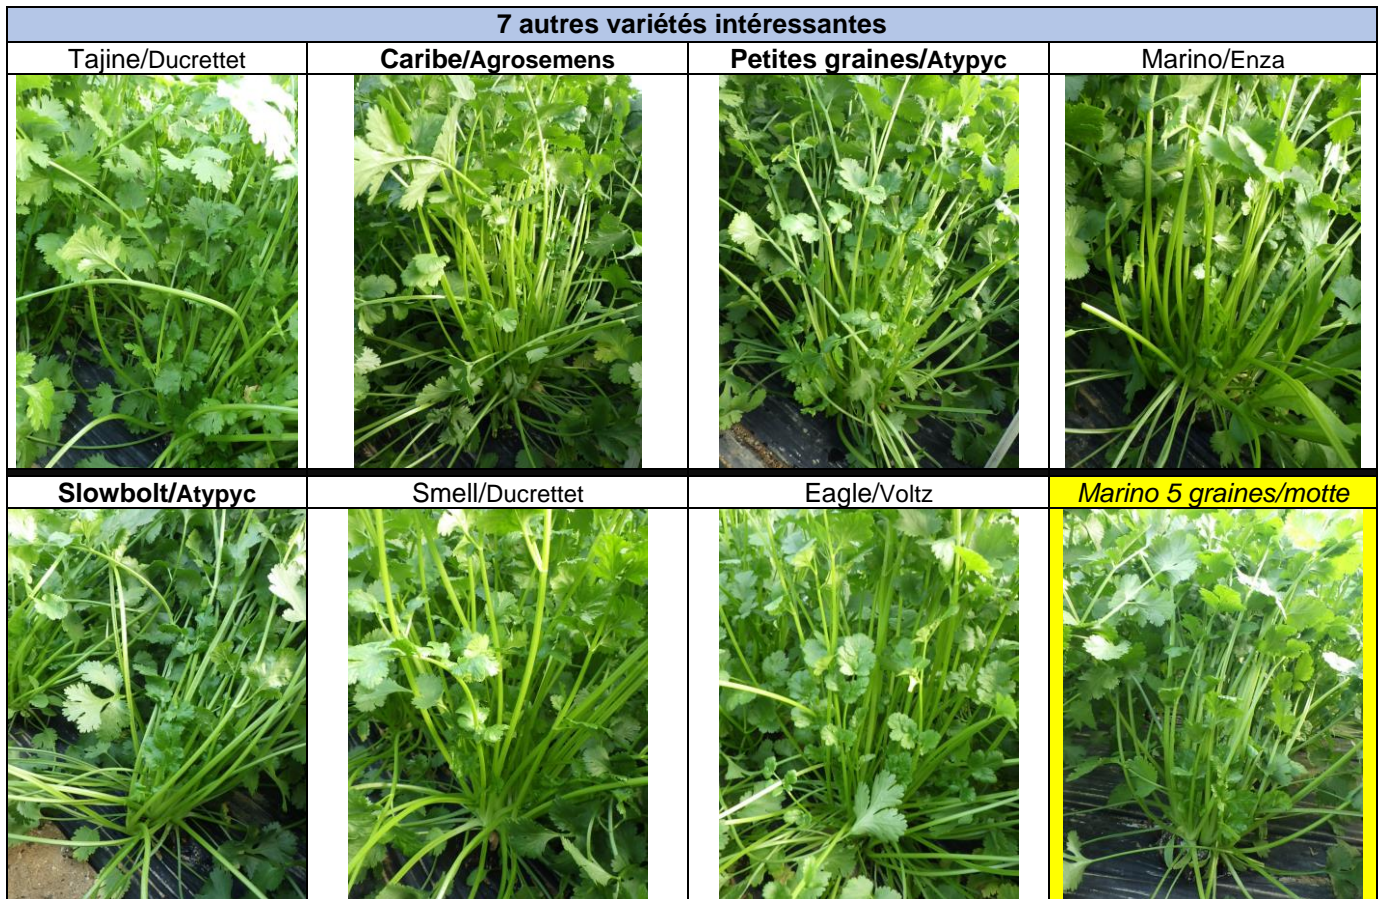 7 autres variétés intéressantes
Tajine/Ducrettet
Caribe/Agrosemens
Petites graines/Atypyc
Marino/Enza
Slowbolt/Atypyc
Smell/Ducrettet
Eagle/Voltz
Marino 5 graines/motte